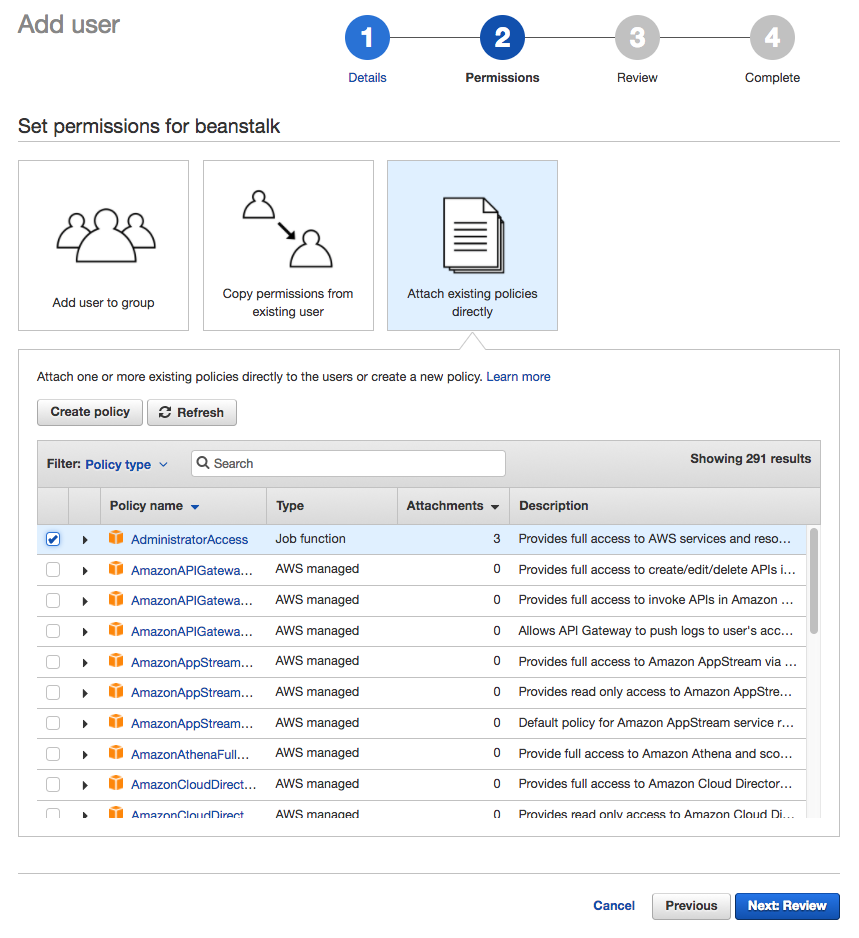 Add user
1
2
3
4
Details
Permissions
Review
Complete
Set permissions for beanstalk
Add user to group
Copy permissions from
existing user
Attach existing policies
directly
Attach one or more existing policies directly to the users or create a new policy. Learn more
Create policy
Refresh
Filter: Policy type
Search
Showing 291 results
Policy name
Type
Attachments
Description
AdministratorAccess Job function 3 Provides full access to AWS services and reso…
AmazonAPIGatewa… AWS managed 0 Provides full access to create/edit/delete APIs i…
AmazonAPIGatewa… AWS managed 0 Provides full access to invoke APIs in Amazon …
AmazonAPIGatewa… AWS managed 0 Allows API Gateway to push logs to user's acc…
AmazonAppStream… AWS managed 0 Provides full access to Amazon AppStream via …
AmazonAppStream… AWS managed 0 Provides read only access to Amazon AppStre…
AmazonAppStream… AWS managed 0 Default policy for Amazon AppStream service r…
AmazonAthenaFull… AWS managed 0 Provide full access to Amazon Athena and sco…
AmazonCloudDirect… AWS managed 0 Provides full access to Amazon Cloud Director…
AmazonCloudDirect… AWS managed 0 Provides read only access to Amazon Cloud Di…
Cancel
Previous
Next: Review